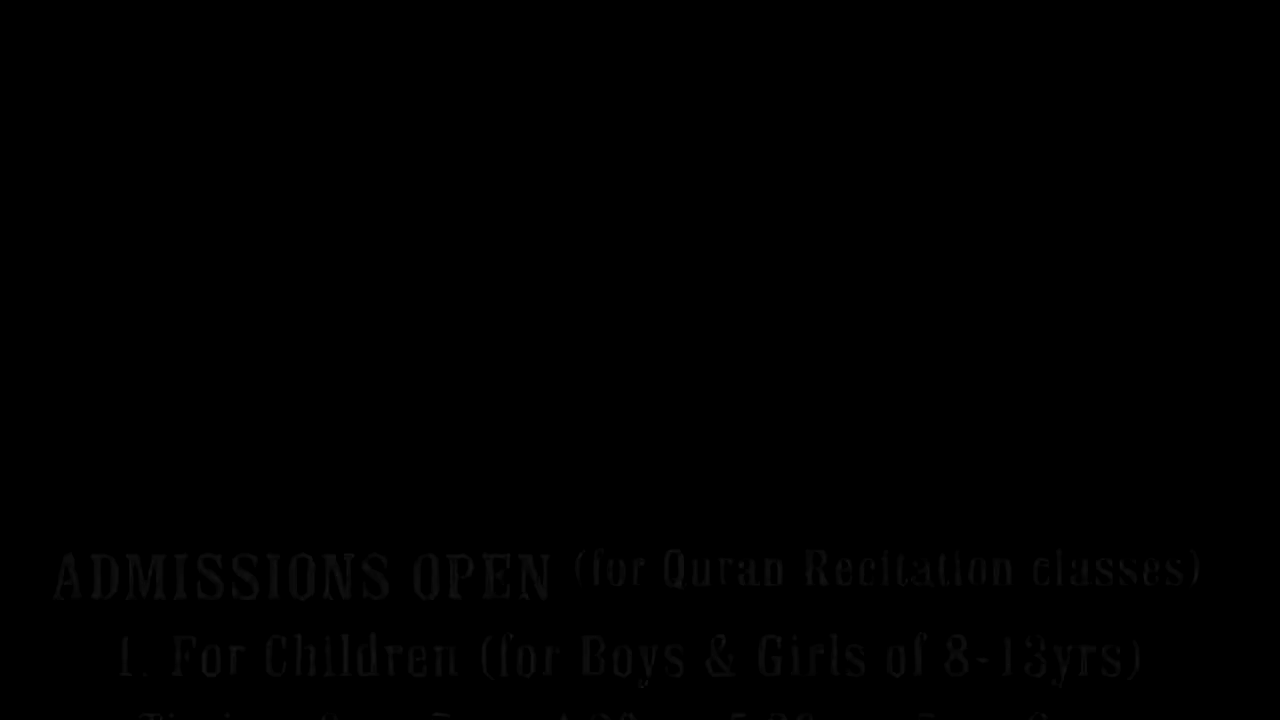 ADMISSIONS OPEN (for Quran Recitation classes)
1. For Children (for Boys & Girls of 8-13yrs)